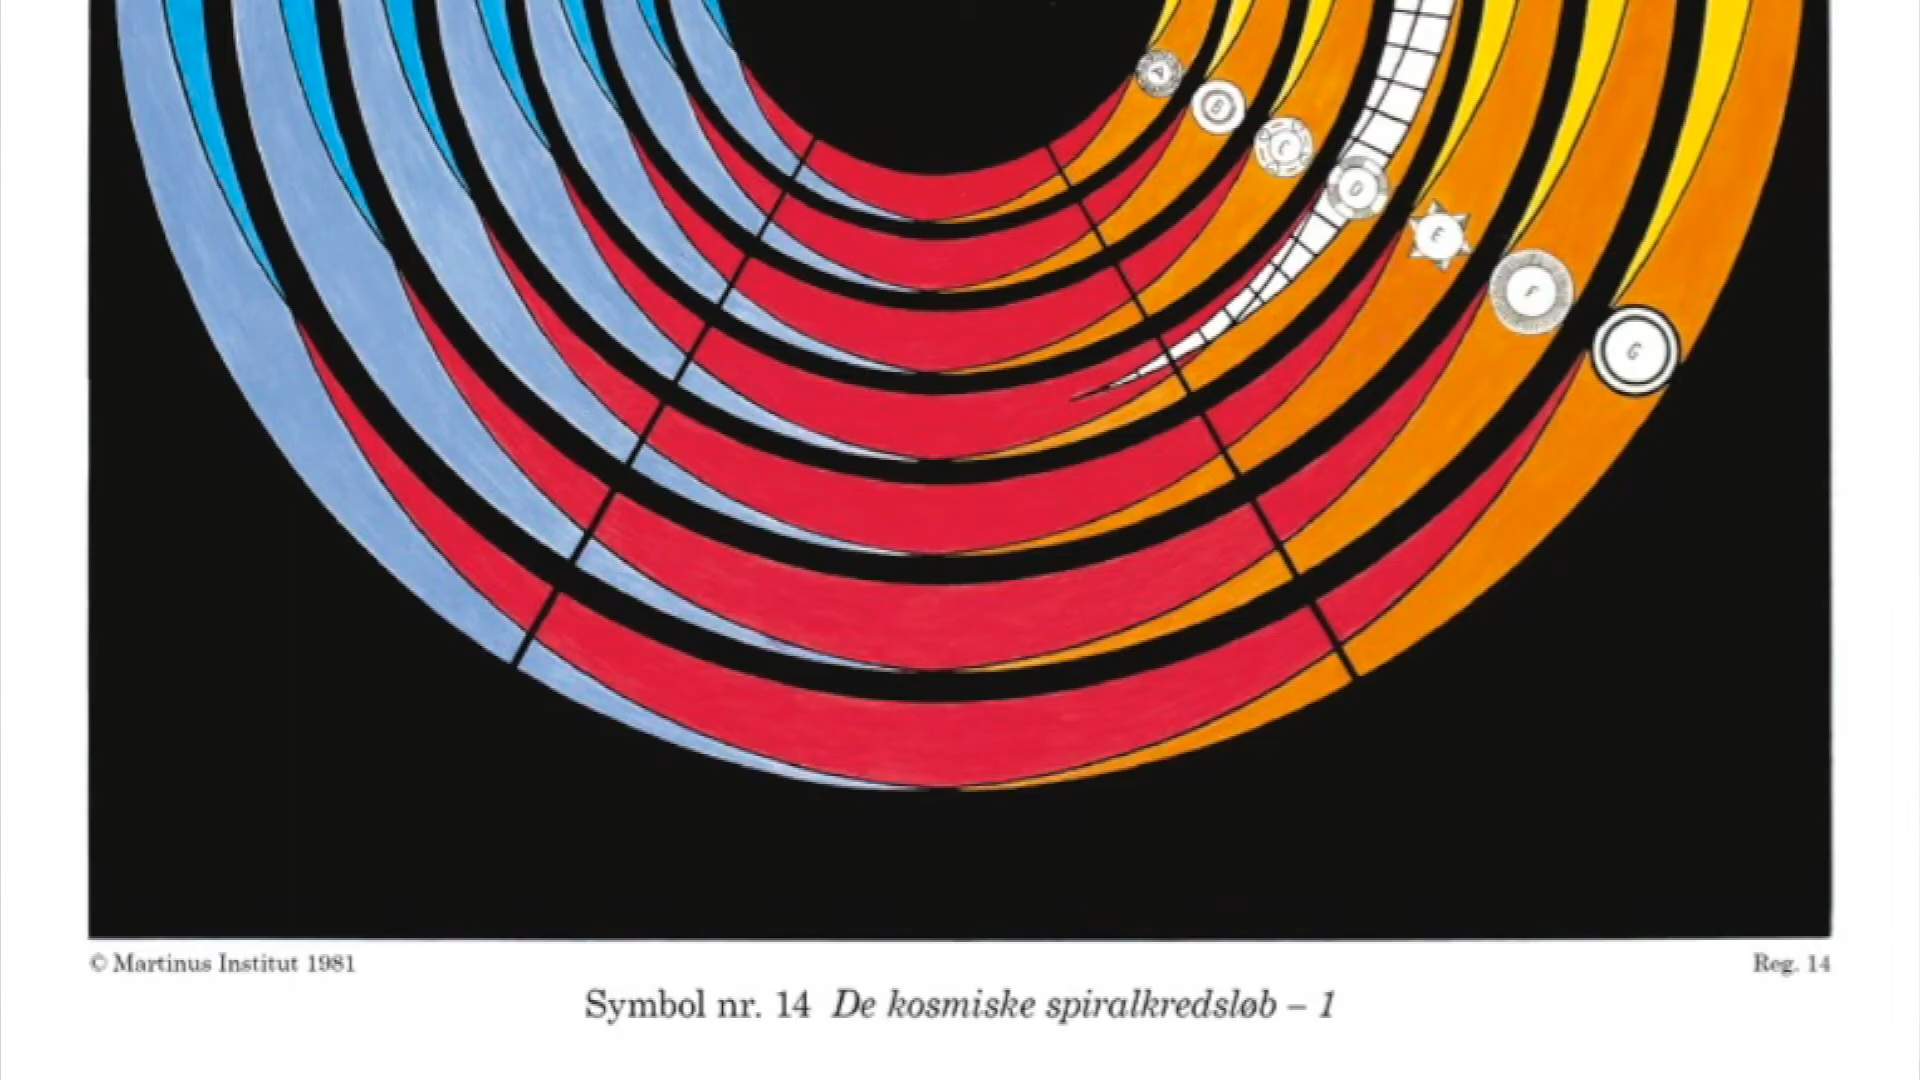 A
B
C
D
E
F
G
© Martinus Institut 1981
Reg. 14
Symbol nr. 14 De kosmiske spiralkredsløb – 1